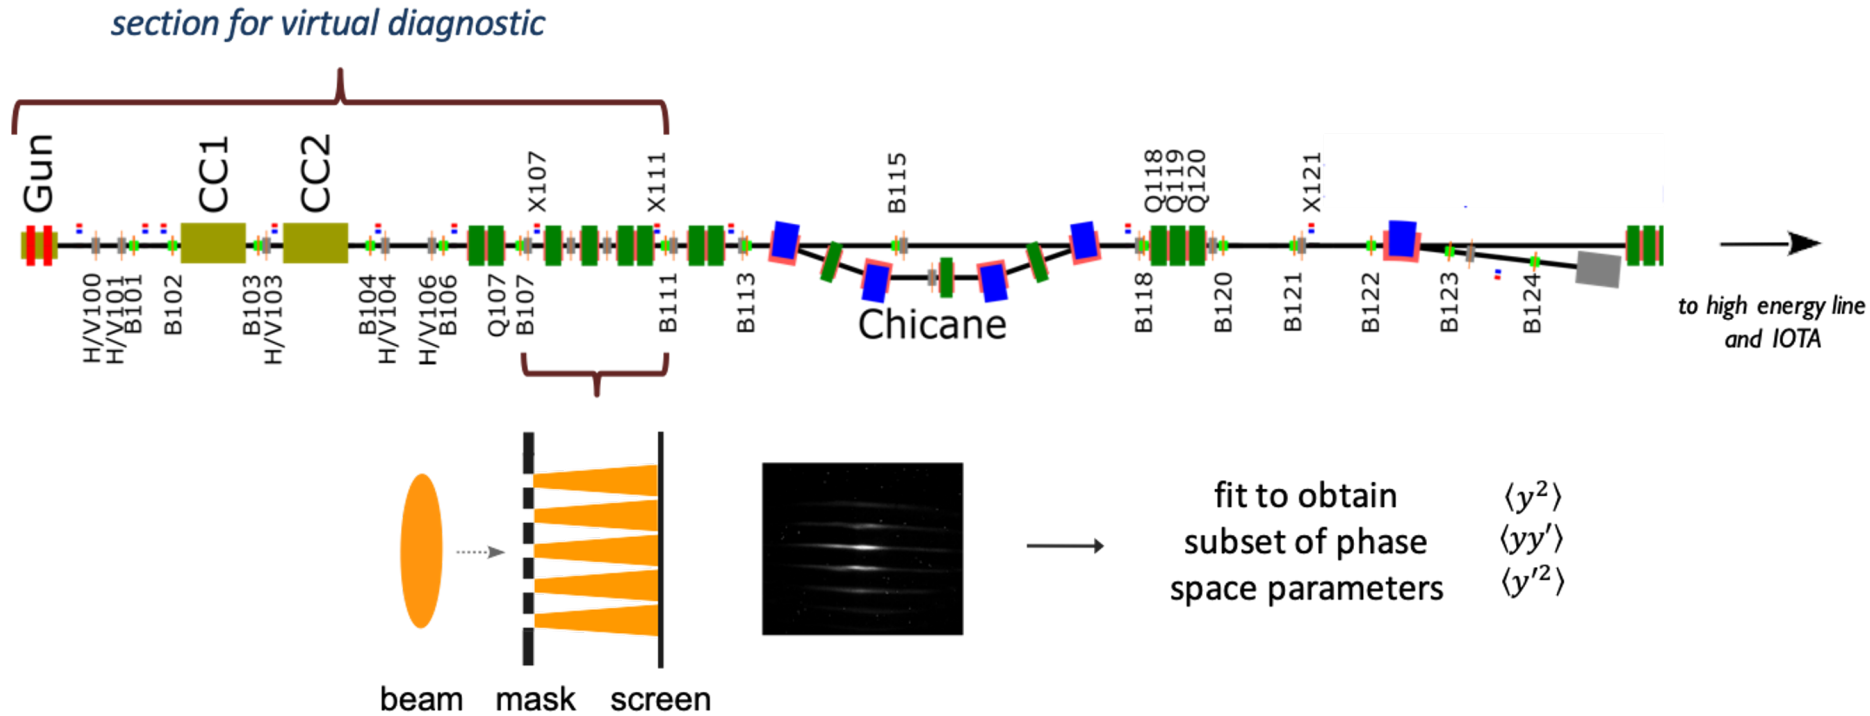 section for virtual diagnostic
Gun
CC1
CC2
X107
X111
B115
Q118
Q119
Q120
X121
H/V100
H/V101
B101
B102
B103
H/V103
B104
H/V104
H/V106
B106
Q107
B107
B111
B113
Chicane
B118
B120
B121
B122
B123
B124
to high energy line
and IOTA
fit to obtain ⟨y²⟩
subset of phase ⟨yy′⟩
space parameters ⟨y′²⟩
beam mask screen